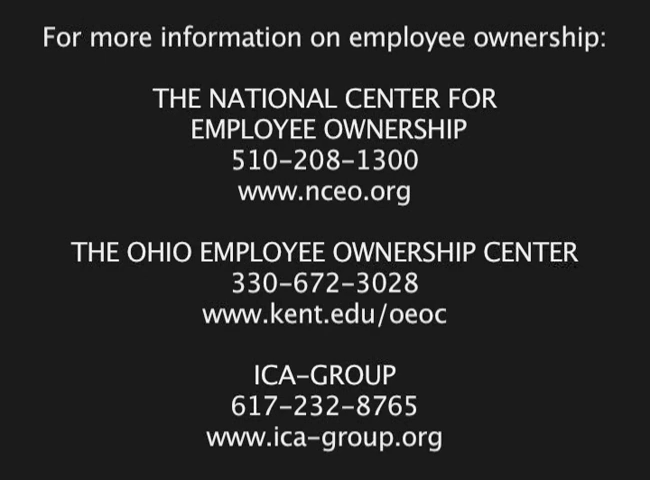 For more information on employee ownership:
THE NATIONAL CENTER FOR
EMPLOYEE OWNERSHIP
510-208-1300
www.nceo.org
THE OHIO EMPLOYEE OWNERSHIP CENTER
330-672-3028
www.kent.edu/oeoc
ICA-GROUP
617-232-8765
www.ica-group.org